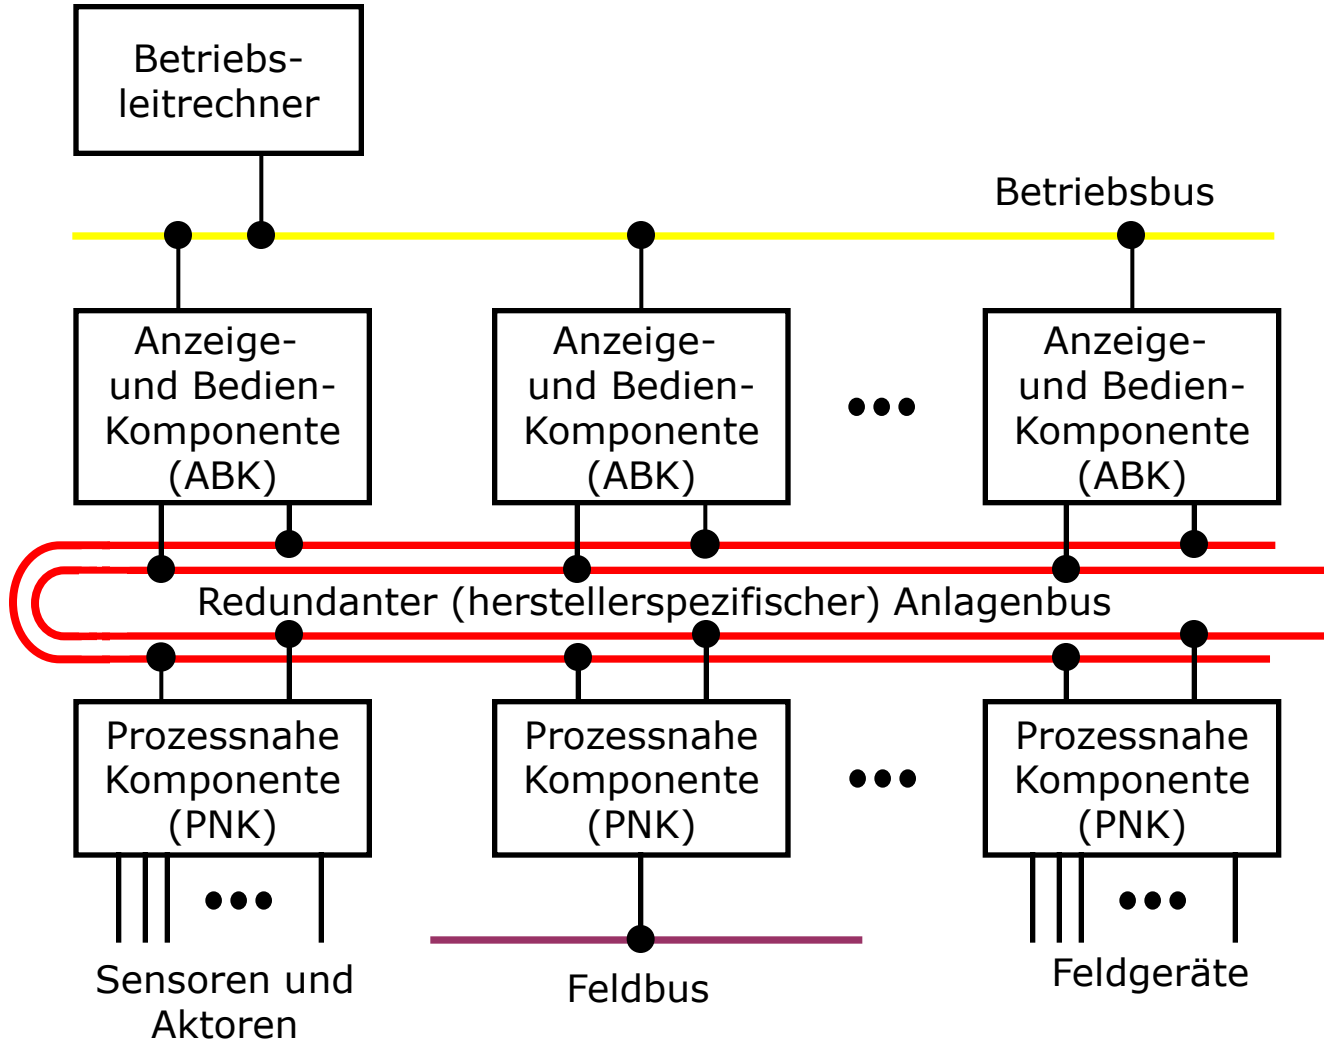 Betriebs-
leitrechner
Betriebsbus
Anzeige-
und Bedien-
Komponente
(ABK)
Anzeige-
und Bedien-
Komponente
(ABK)
Anzeige-
und Bedien-
Komponente
(ABK)
Redundanter (herstellerspezifischer) Anlagenbus
Prozessnahe
Komponente
(PNK)
Prozessnahe
Komponente
(PNK)
Prozessnahe
Komponente
(PNK)
Sensoren und
Aktoren
Feldbus
Feldgeräte